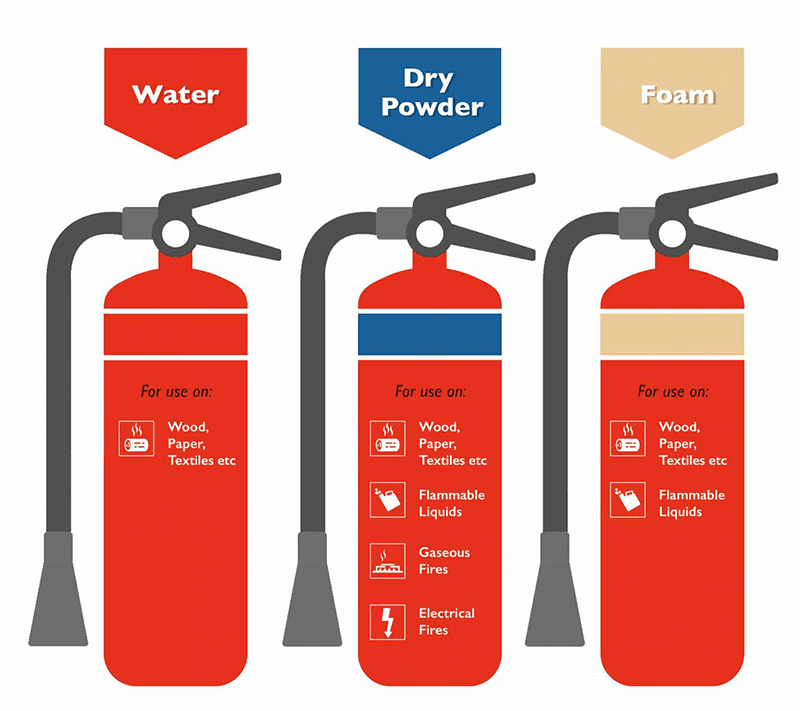 Water
For use on:
Wood,
Paper,
Textiles etc
Dry
Powder
For use on:
Wood,
Paper,
Textiles etc
Flammable
Liquids
Gaseous
Fires
Electrical
Fires
Foam
For use on:
Wood,
Paper,
Textiles etc
Flammable
Liquids